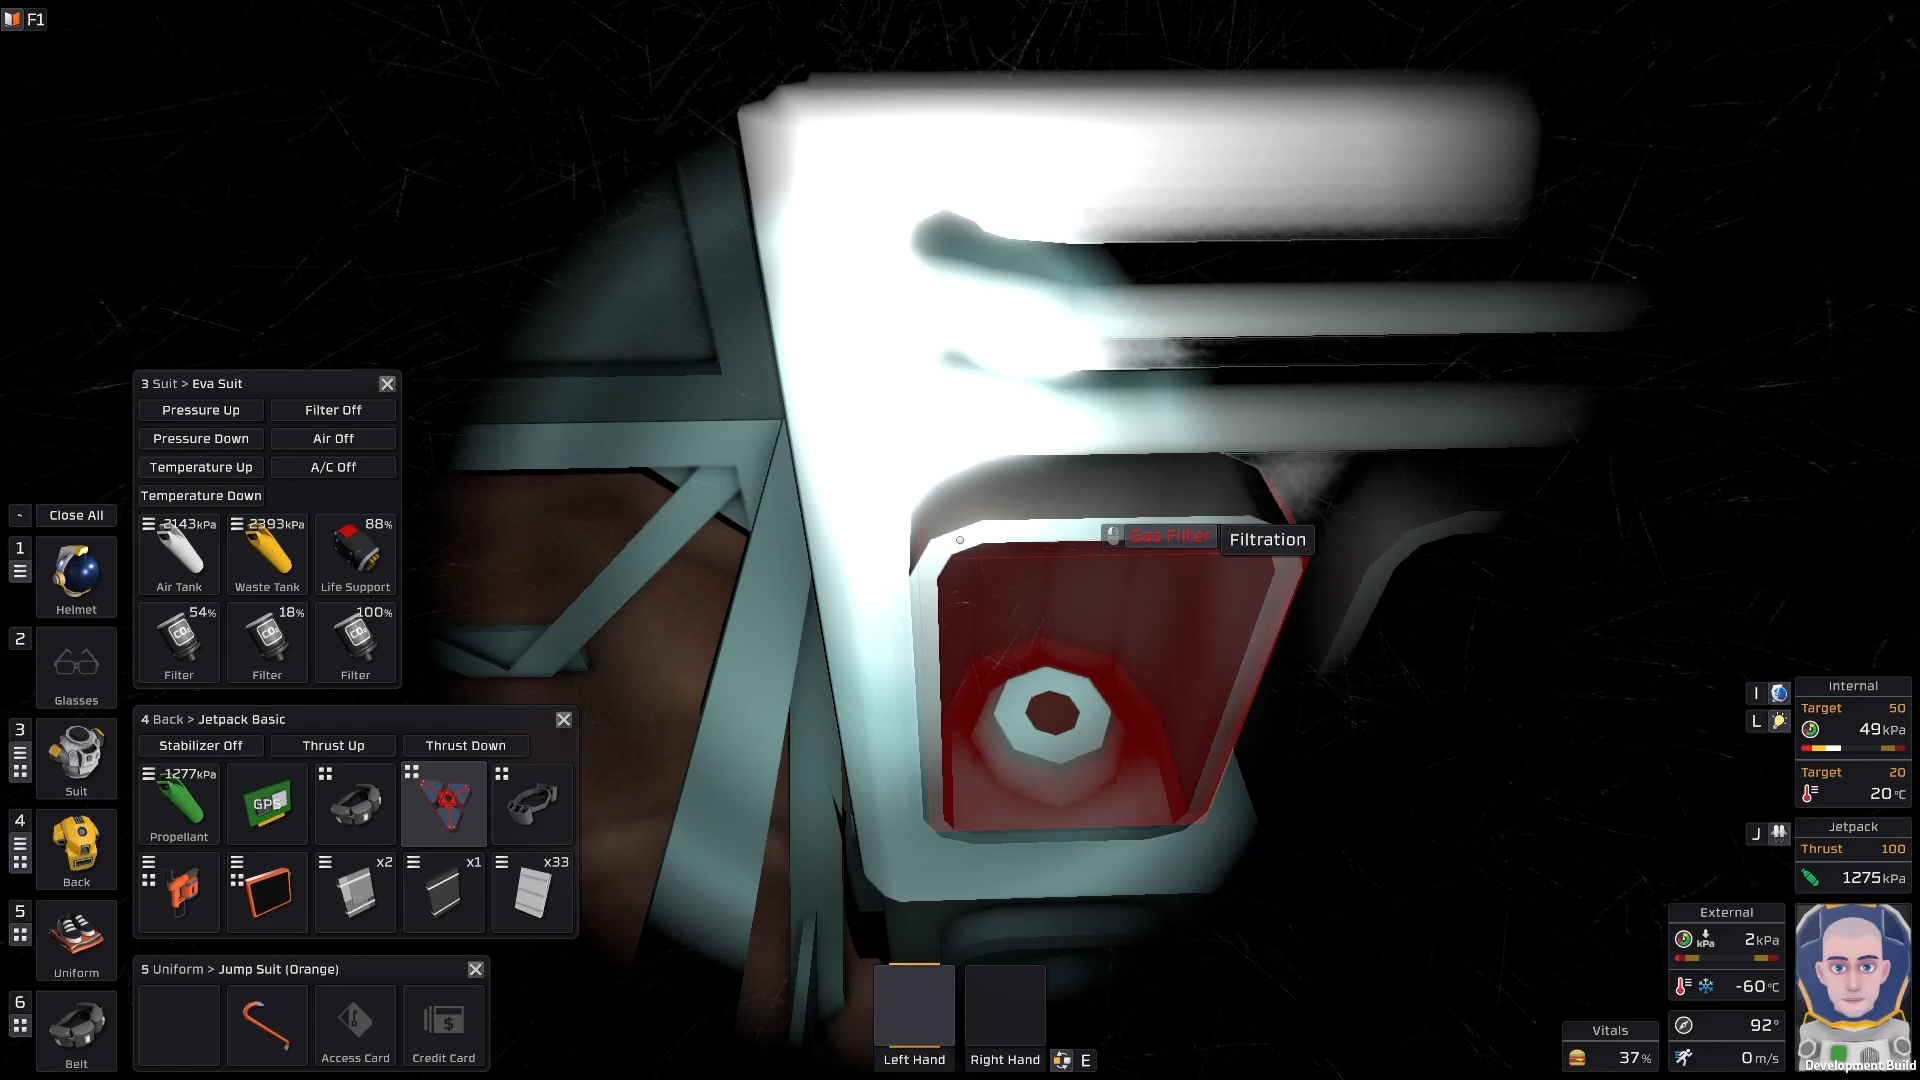 F1
Gas Filter
Filtration
3 Suit > Eva Suit
Pressure Up
Filter Off
Pressure Down
Air Off
Temperature Up
A/C Off
Temperature Down
2143kPa
Air Tank
2393kPa
Waste Tank
88%
Life Support
54%
CO₂
Filter
18%
CO₂
Filter
100%
CO₂
Filter
~
Close All
1
Helmet
2
Glasses
3
Suit
4
Back
5
Uniform
6
Belt
4 Back > Jetpack Basic
Stabilizer Off
Thrust Up
Thrust Down
1277kPa
Propellant
GPS
x2
x1
x33
5 Uniform > Jump Suit (Orange)
Access Card
$
Credit Card
Left Hand
Right Hand
E
I
L
J
Internal
Target 50
49kPa
Target 20
20°C
Jetpack
Thrust 100
1275kPa
External
kPa
2kPa
-60°C
92°
0m/s
Vitals
37%
Development Build